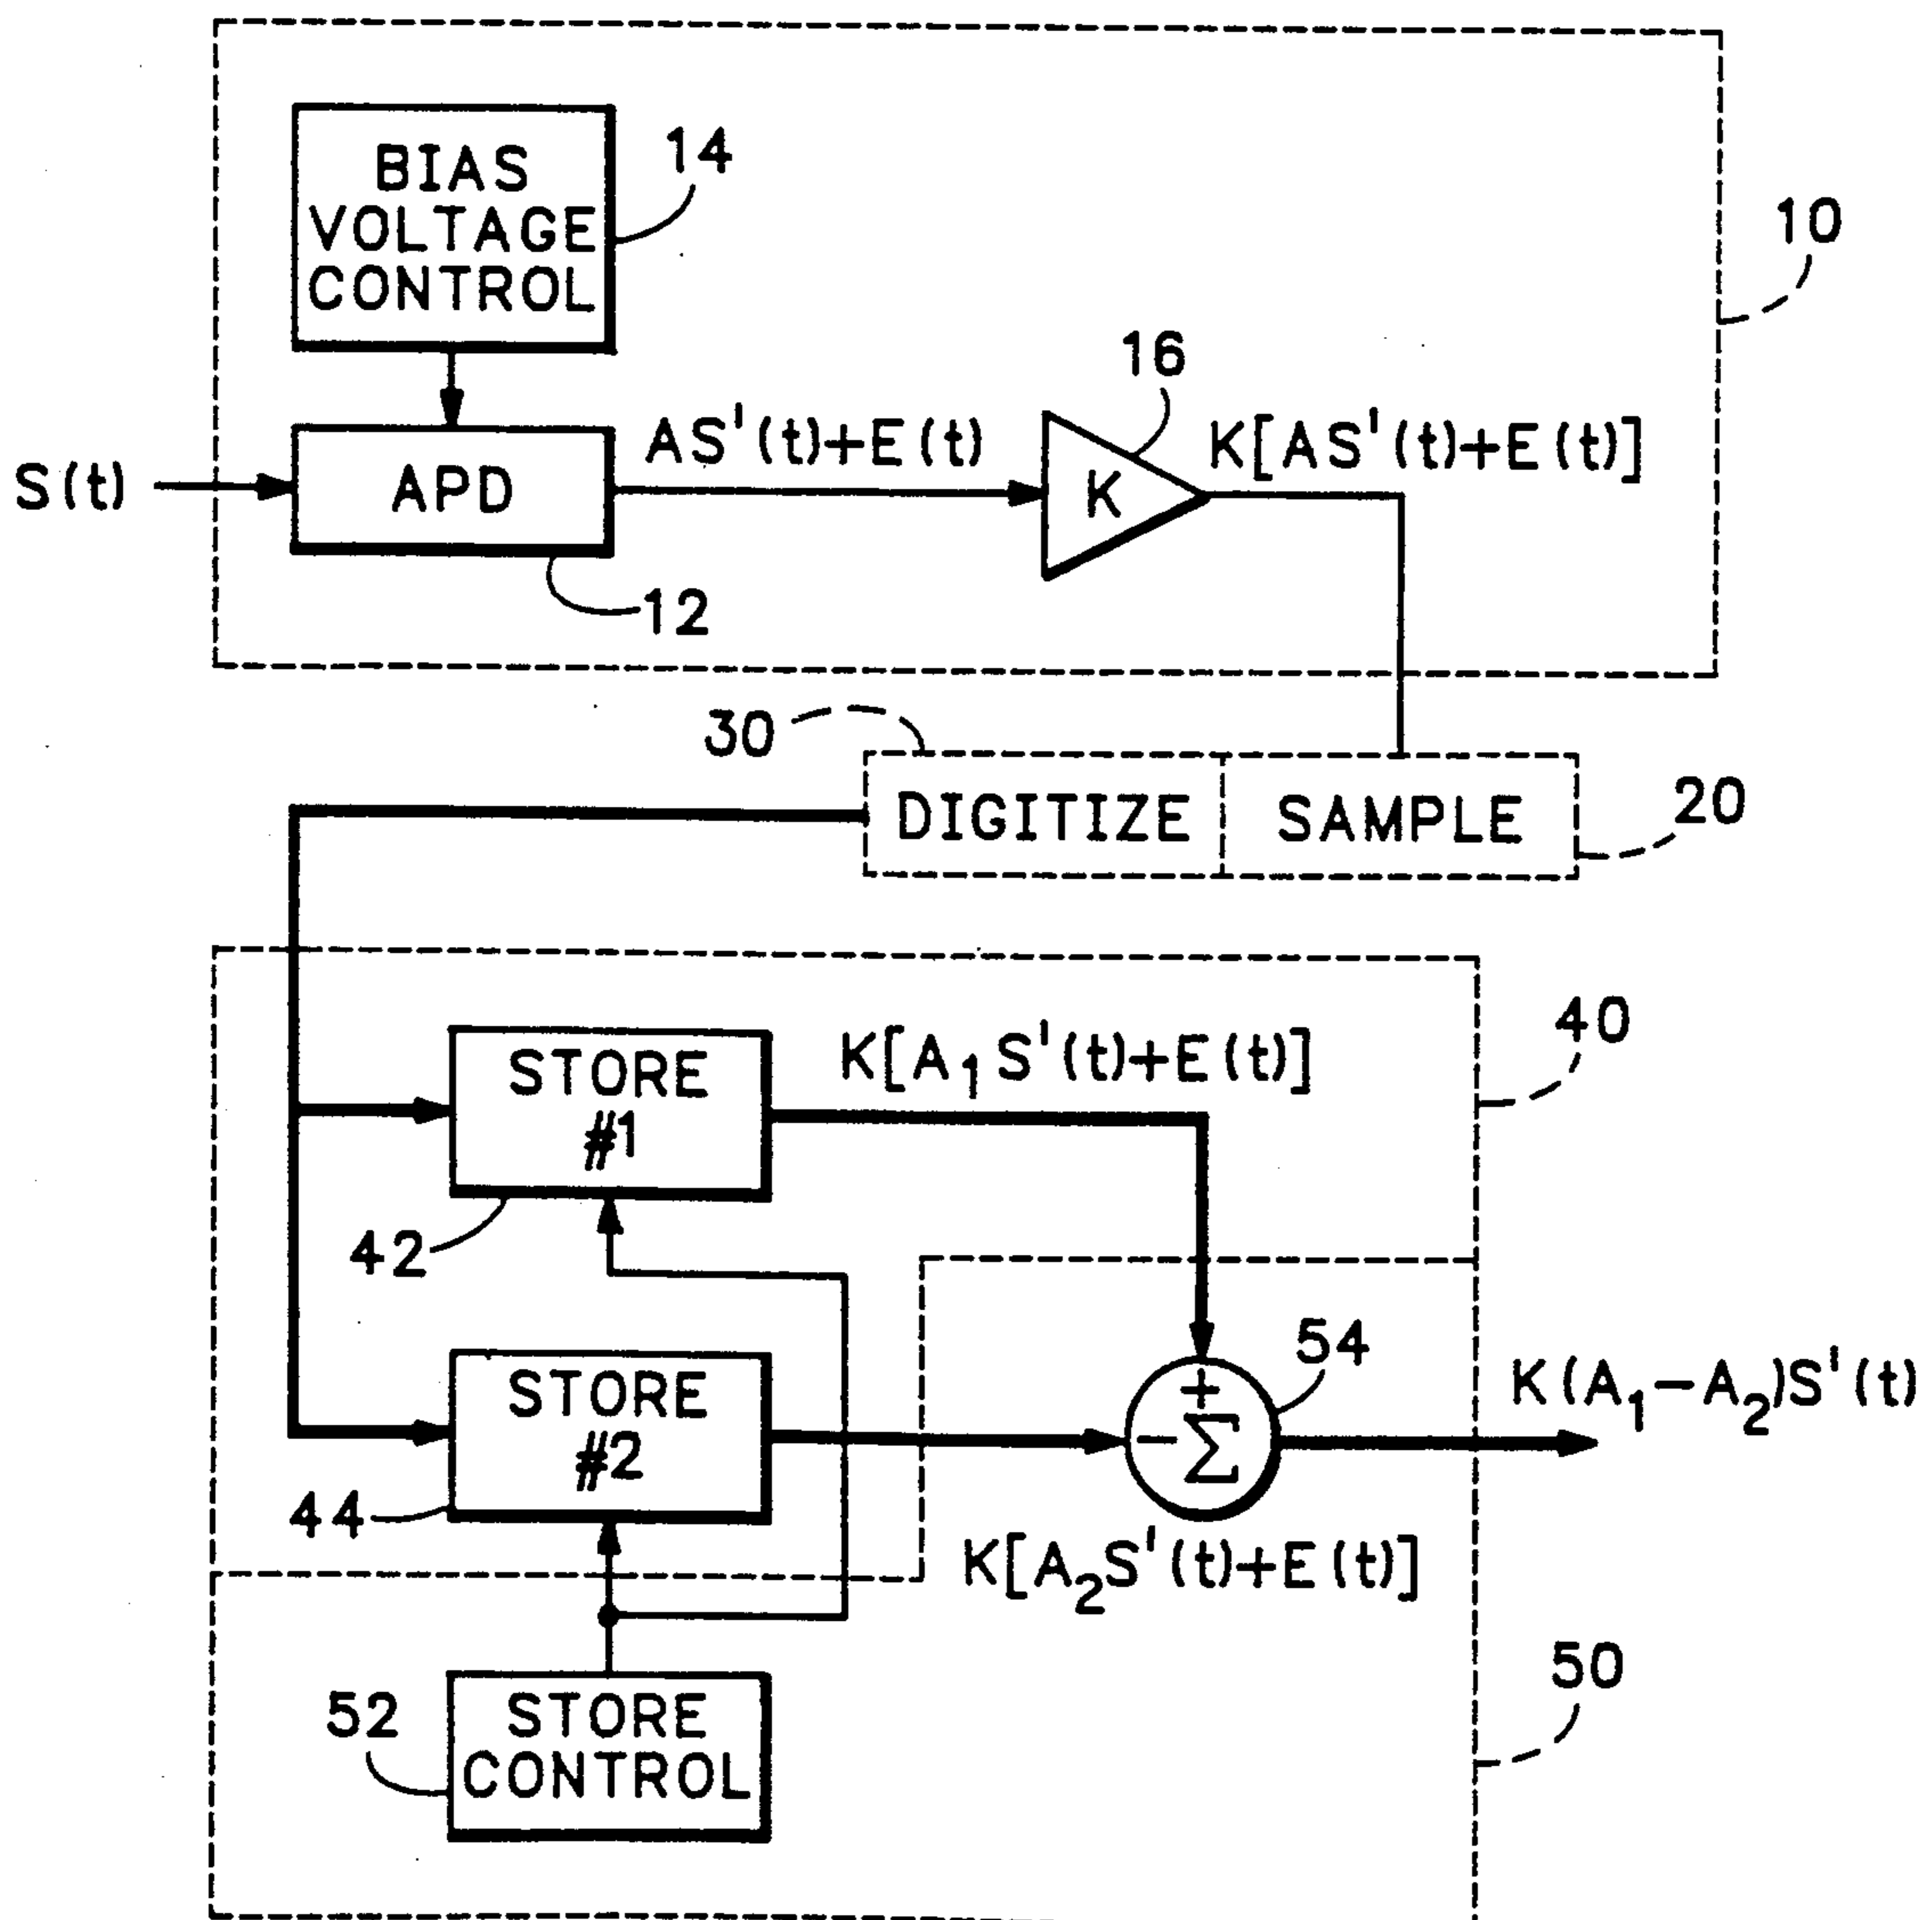 BIAS
VOLTAGE
CONTROL
14
10
16
S(t)
APD
AS'(t)+E(t)
K
K[AS'(t)+E(t)]
12
30
DIGITIZE
SAMPLE
20
40
STORE
#1
K[A₁S'(t)+E(t)]
42
54
STORE
#2
+
−
Σ
K(A₁−A₂)S'(t)
44
K[A₂S'(t)+E(t)]
50
52
STORE
CONTROL